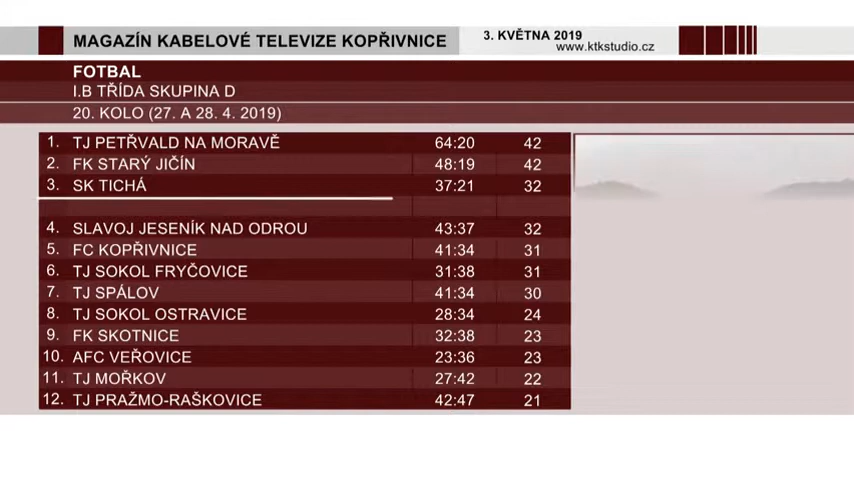 MAGAZÍN KABELOVÉ TELEVIZE KOPŘIVNICE
3. KVĚTNA 2019
www.ktkstudio.cz
FOTBAL
I.B TŘÍDA SKUPINA D
20. KOLO (27. A 28. 4. 2019)
1. TJ PETŘVALD NA MORAVĚ 64:20 42
2. FK STARÝ JIČÍN 48:19 42
3. SK TICHÁ 37:21 32
4. SLAVOJ JESENÍK NAD ODROU 43:37 32
5. FC KOPŘIVNICE 41:34 31
6. TJ SOKOL FRYČOVICE 31:38 31
7. TJ SPÁLOV 41:34 30
8. TJ SOKOL OSTRAVICE 28:34 24
9. FK SKOTNICE 32:38 23
10. AFC VEŘOVICE 23:36 23
11. TJ MOŘKOV 27:42 22
12. TJ PRAŽMO-RAŠKOVICE 42:47 21